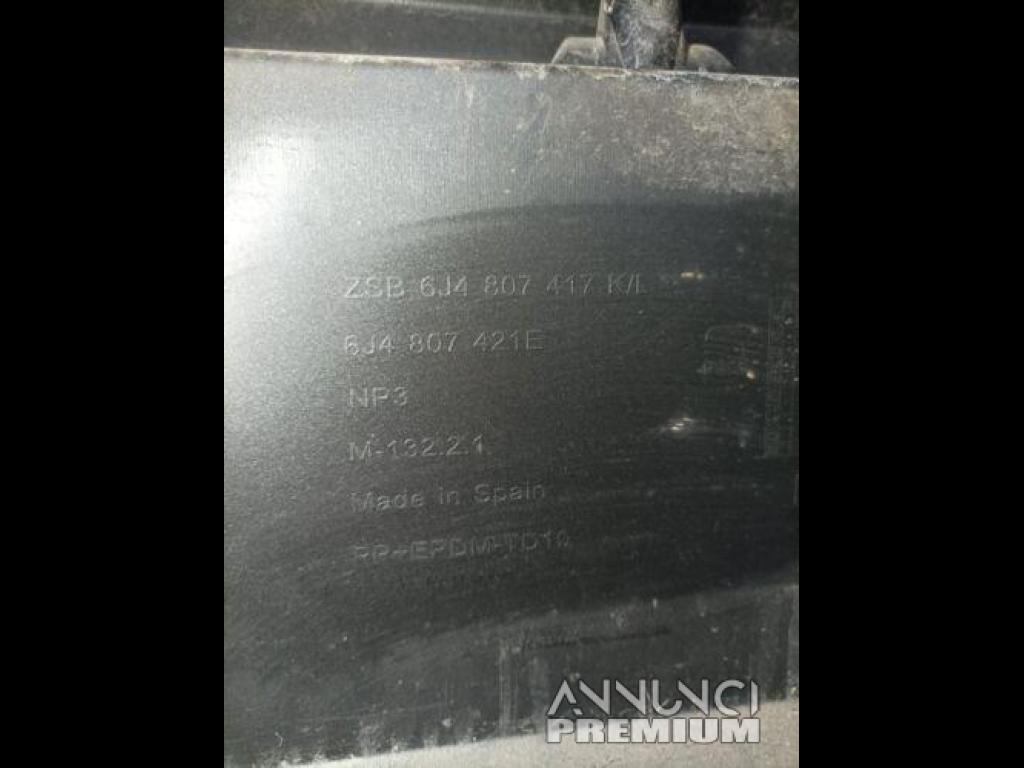 ZSB 6J4 807 417 K/L
6J4 807 421E
NP3
M-132.2.1.
Made in Spain
PP+EPDM-TD10
ANNUNCI
PREMIUM